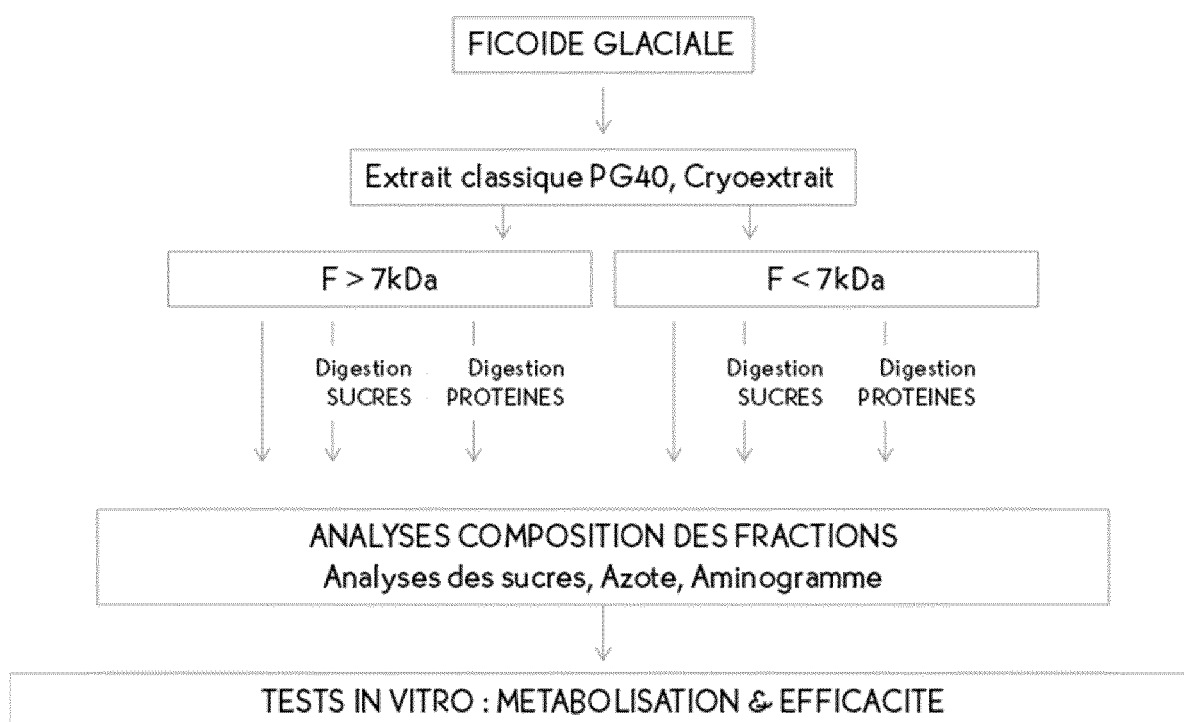 FICOIDE GLACIALE
Extrait classique PG40, Cryoextrait
F > 7kDa
F < 7kDa
Digestion
SUCRES
Digestion
PROTEINES
Digestion
SUCRES
Digestion
PROTEINES
ANALYSES COMPOSITION DES FRACTIONS
Analyses des sucres, Azote, Aminogramme
TESTS IN VITRO : METABOLISATION & EFFICACITE